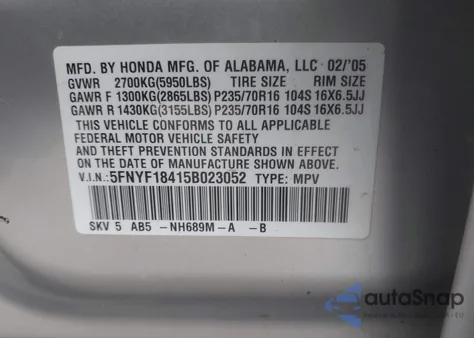 MFD. BY HONDA MFG. OF ALABAMA, LLC 02/'05
GVWR 2700KG(5950LBS) TIRE SIZE RIM SIZE
GAWR F 1300KG(2865LBS) P235/70R16 104S 16X6.5JJ
GAWR R 1430KG(3155LBS) P235/70R16 104S 16X6.5JJ
THIS VEHICLE CONFORMS TO ALL APPLICABLE
FEDERAL MOTOR VEHICLE SAFETY, BUMPER,
AND THEFT PREVENTION STANDARDS IN EFFECT ON THE
DATE OF MANUFACTURE SHOWN ABOVE.
V.I.N.:5FNYF18415B023052 TYPE: MPV
SKV 5 AB5 -NH689M-A -B
autoSnap